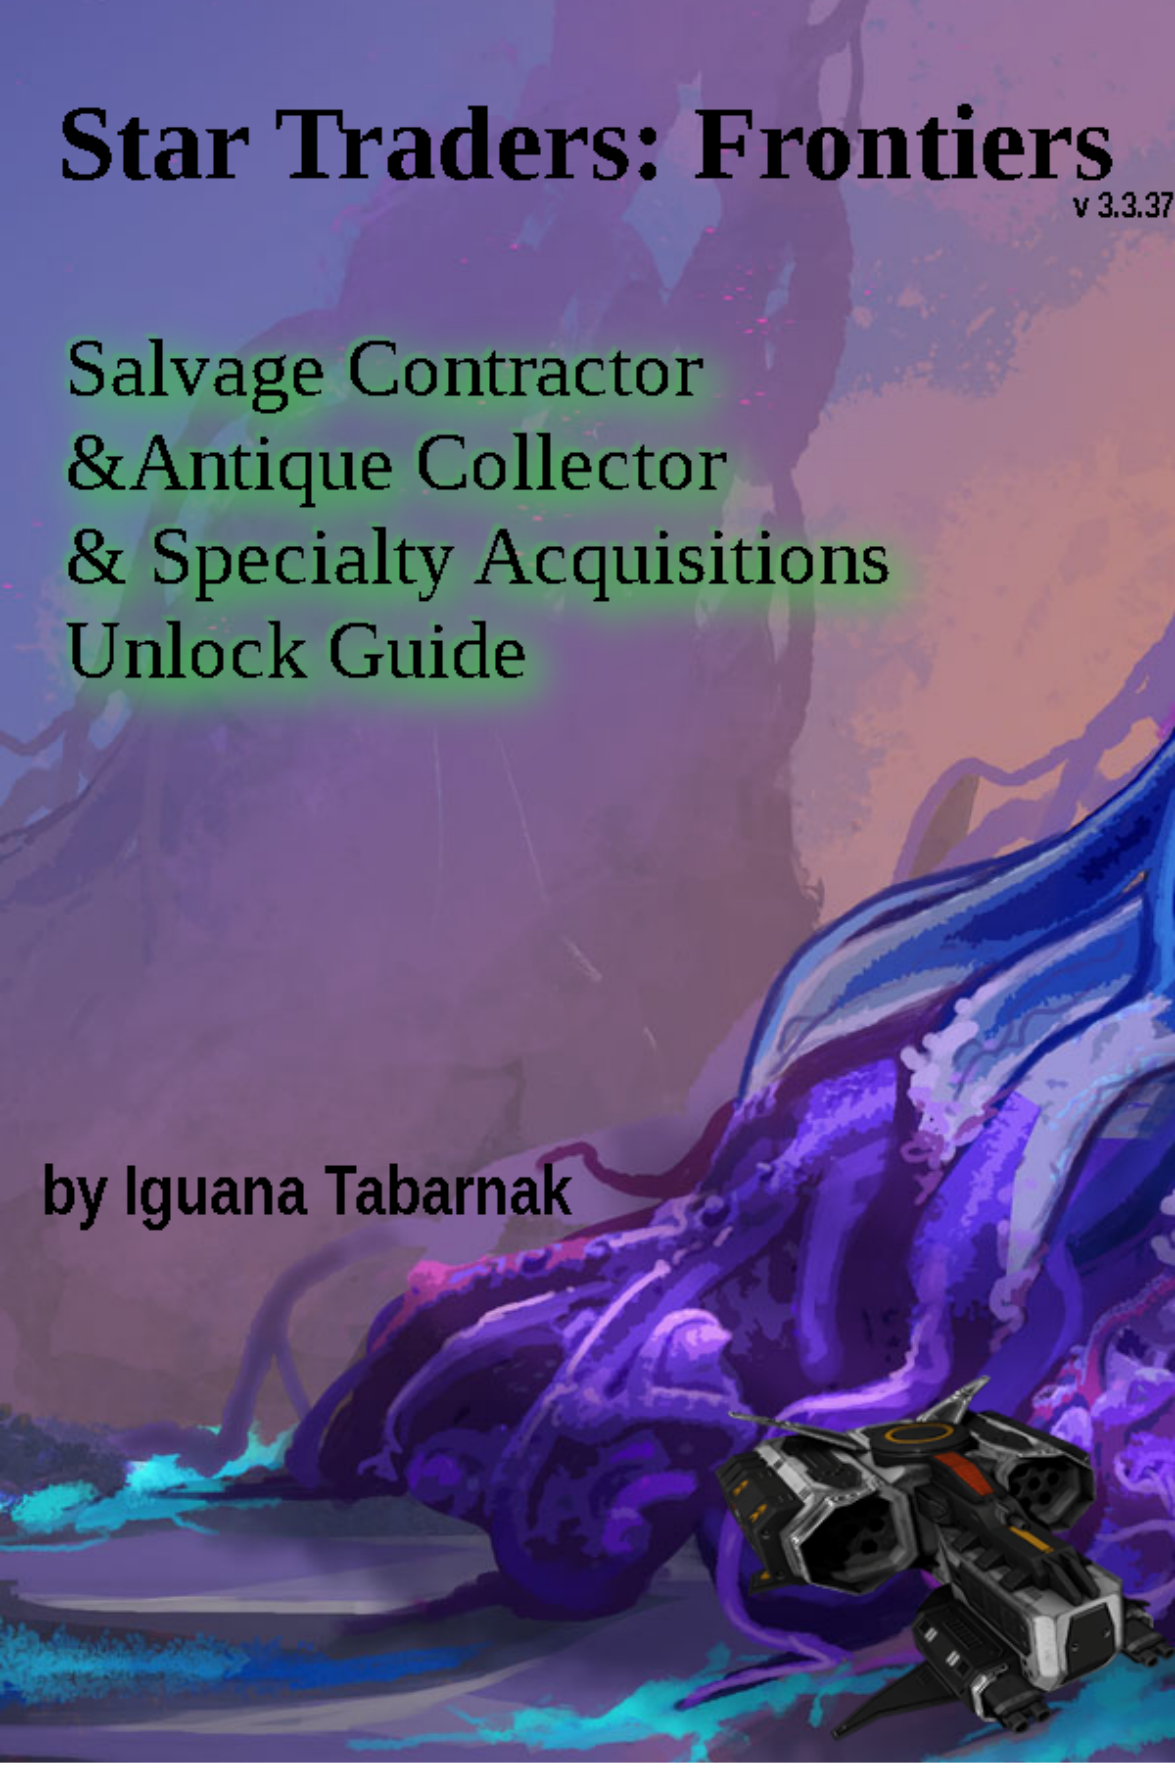 Star Traders: Frontiers
v 3.3.37
Salvage Contractor
&Antique Collector
& Specialty Acquisitions
Unlock Guide
by Iguana Tabarnak